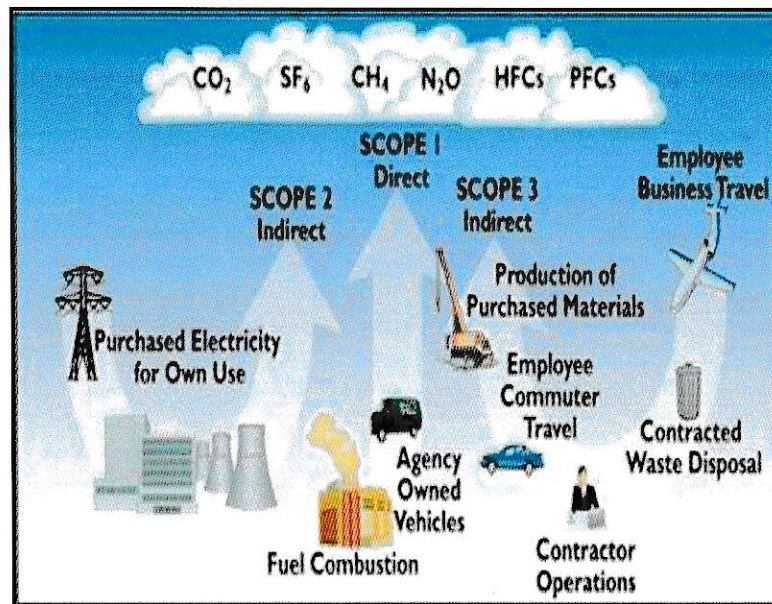 CO₂ SF₆ CH₄ N₂O HFCs PFCs
SCOPE 1
Direct
SCOPE 2
Indirect
SCOPE 3
Indirect
Employee
Business Travel
Purchased Electricity
for Own Use
Production of
Purchased Materials
Employee
Commuter
Travel
Contracted
Waste Disposal
Agency
Owned
Vehicles
Fuel Combustion
Contractor
Operations